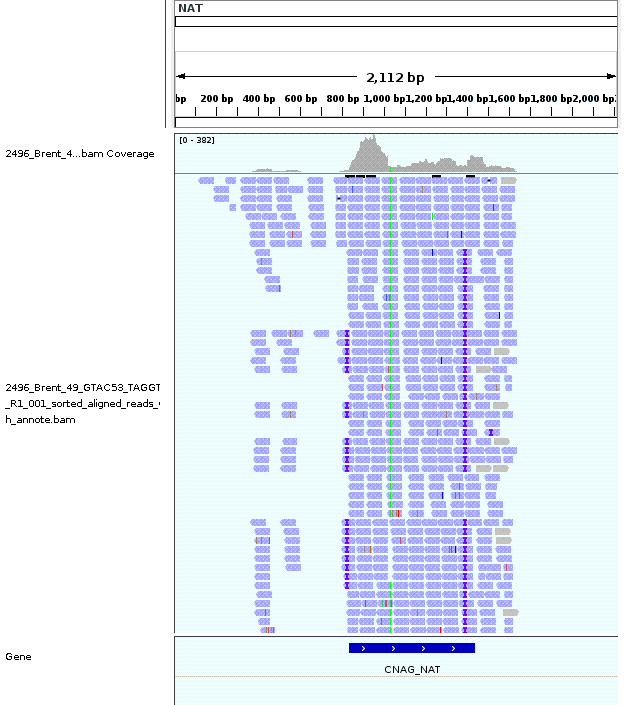 NAT
2,112 bp
bp 200 bp 400 bp 600 bp 800 bp 1,000 bp 1,200 bp 1,400 bp 1,600 bp 1,800 bp 2,000 bp
[0 - 382]
2496_Brent_4...bam Coverage
2496_Brent_49_GTAC53_TAGGT
_R1_001_sorted_aligned_reads_
h_annote.bam
Gene
CNAG_NAT